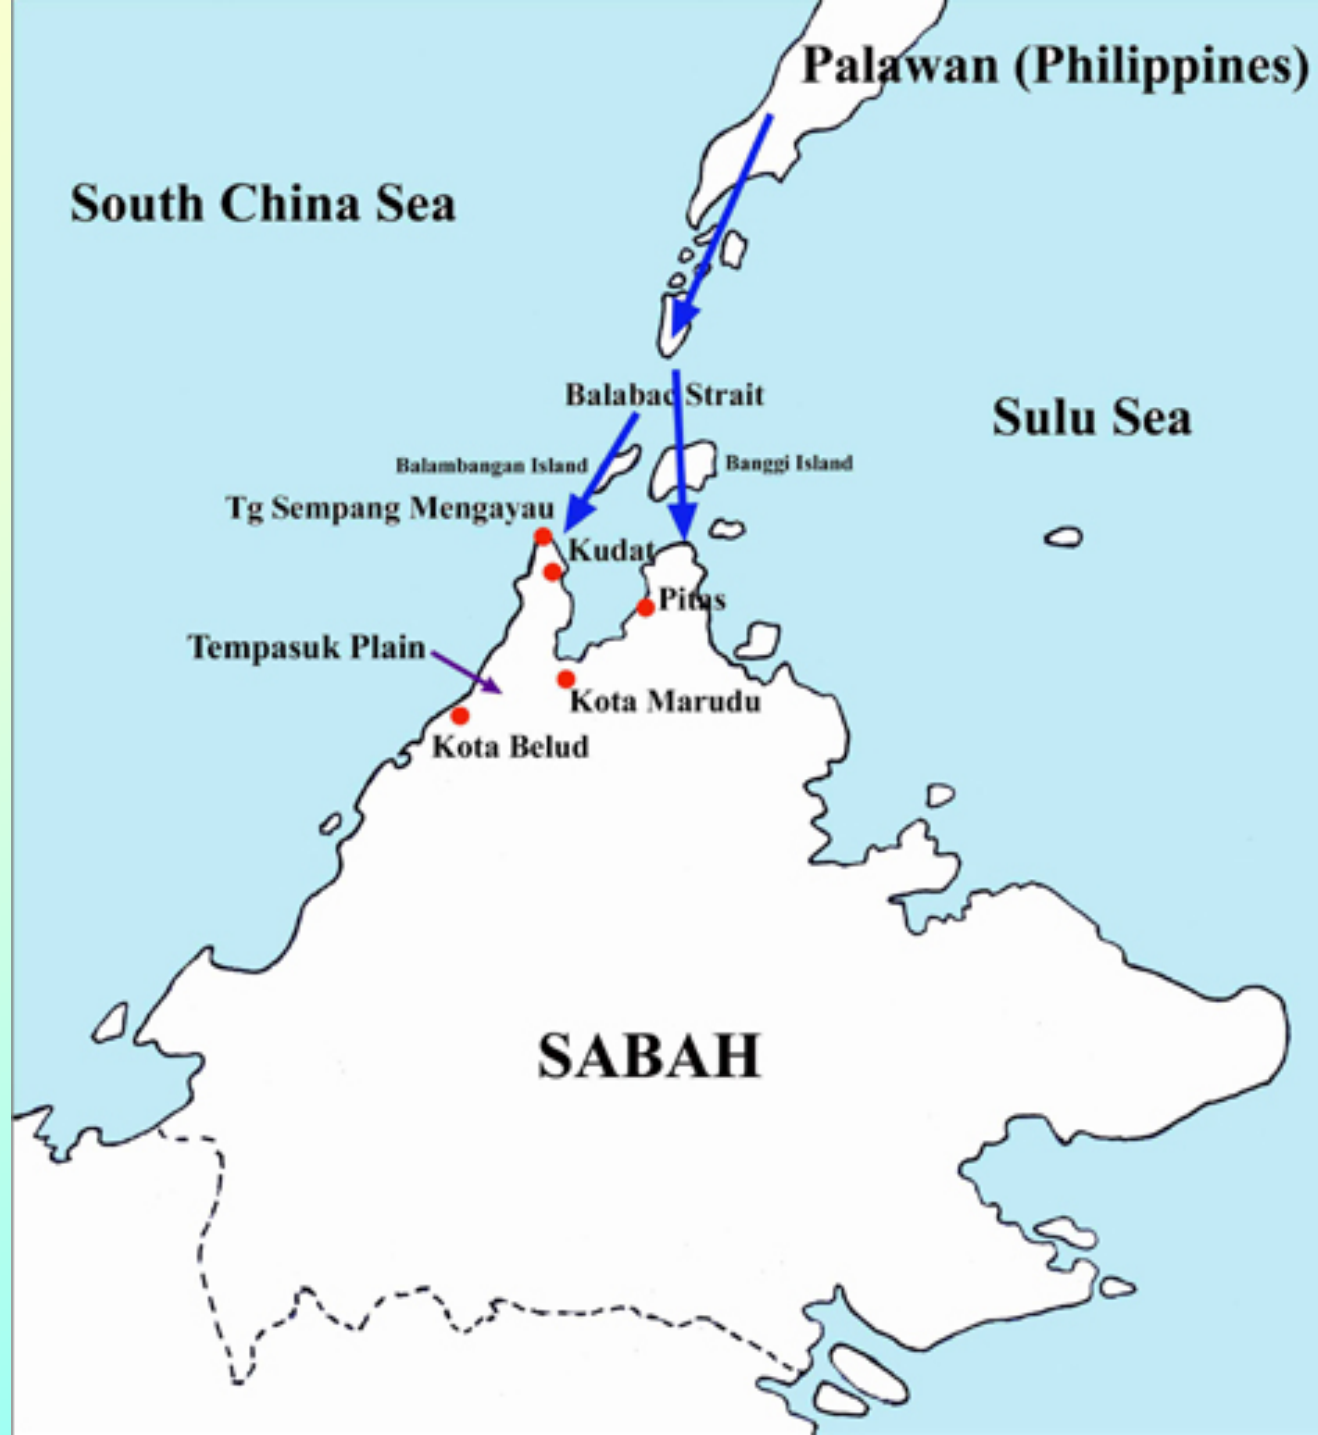 Palawan (Philippines)
South China Sea
Balabac Strait
Sulu Sea
Balambangan Island
Banggi Island
Tg Sempang Mengayau
Kudat
Pitas
Tempasuk Plain
Kota Marudu
Kota Belud
SABAH